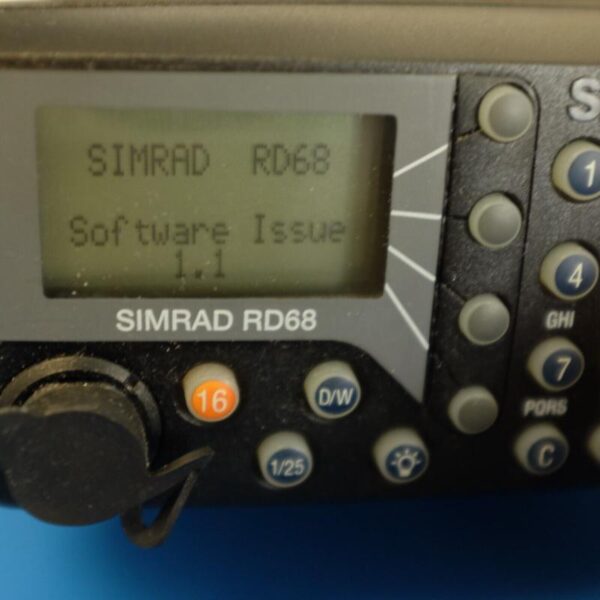 SIMRAD RD68
Software Issue
1.1
SIMRAD RD68
S
1
4
GHI
7
PQRS
C
16
D/W
1/25